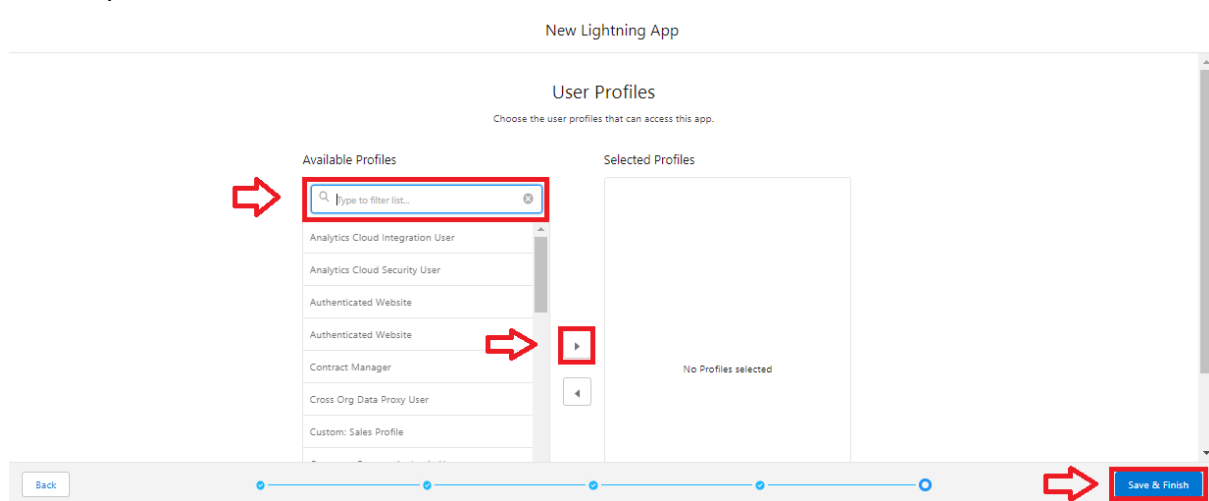 New Lightning App
User Profiles
Choose the user profiles that can access this app.
Available Profiles
Selected Profiles
Type to filter list...
Analytics Cloud Integration User
Analytics Cloud Security User
Authenticated Website
Authenticated Website
Contract Manager
No Profiles selected
Cross Org Data Proxy User
Custom: Sales Profile
Back
Save & Finish